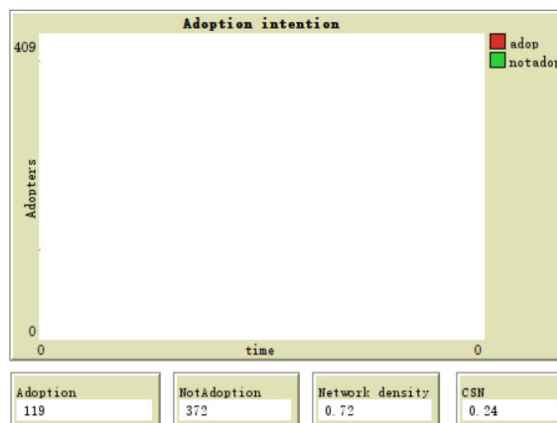 Adoption intention
409
adop
notadop
Adopters
0
0
time
0
Adoption
119
NotAdoption
372
Network density
0.72
CSN
0.24